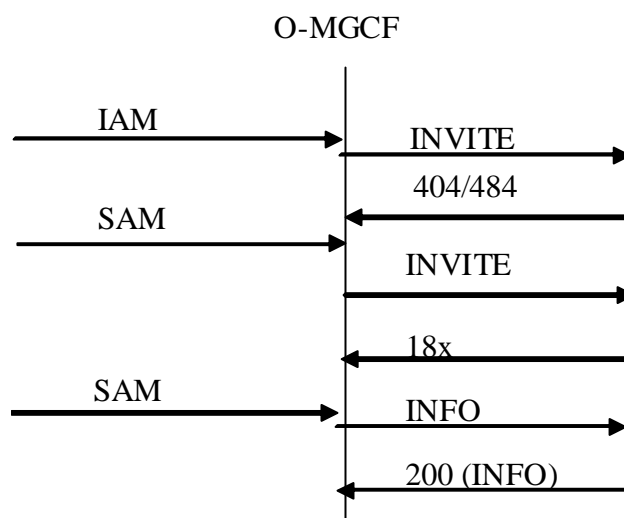 O-MGCF
IAM
INVITE
404/484
SAM
INVITE
18x
SAM
INFO
200 (INFO)